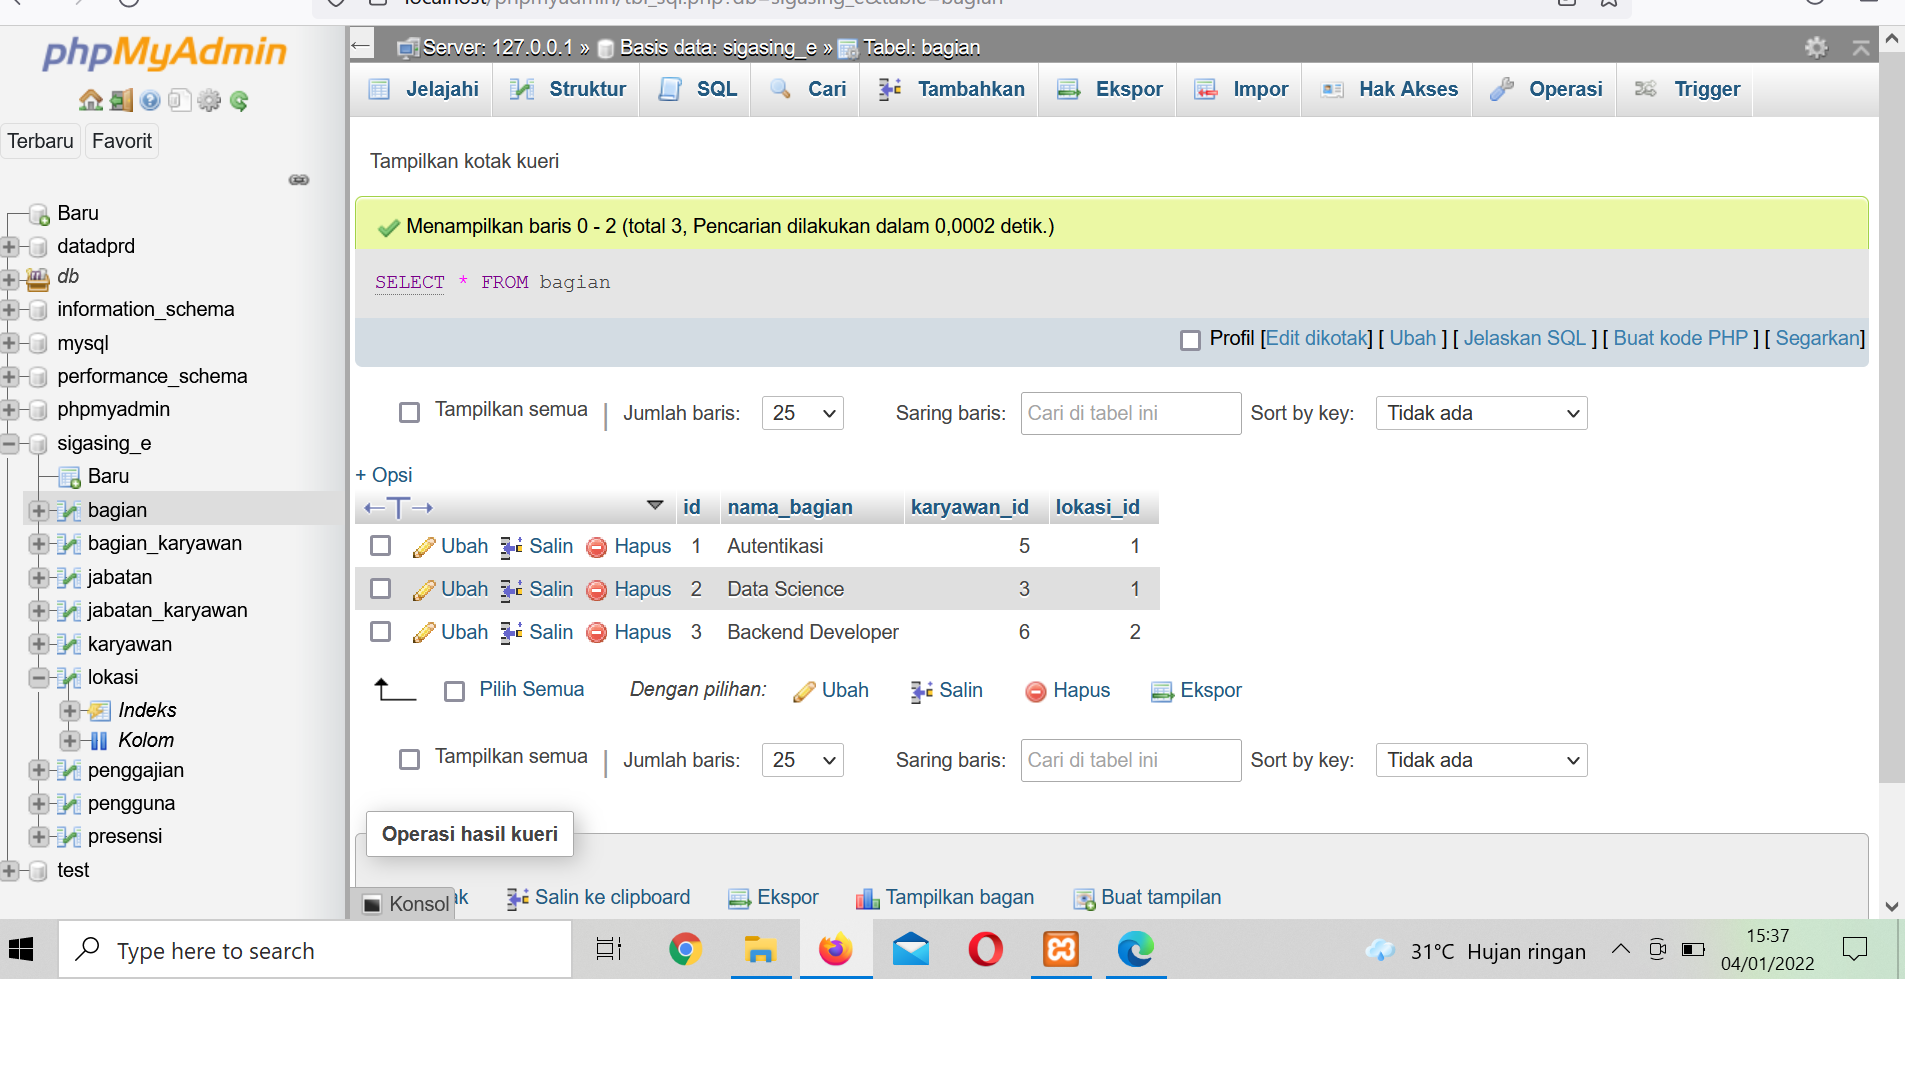 localhost/phpmyadmin/tbl_sql.php?db=sigasing_e&table=bagian
phpMyAdmin
Terbaru
Favorit
Baru
datadprd
db
information_schema
mysql
performance_schema
phpmyadmin
sigasing_e
Baru
bagian
bagian_karyawan
jabatan
jabatan_karyawan
karyawan
lokasi
Indeks
Kolom
penggajian
pengguna
presensi
test
Server: 127.0.0.1 » Basis data: sigasing_e » Tabel: bagian
Jelajahi Struktur SQL Cari Tambahkan Ekspor Impor Hak Akses Operasi Trigger
Tampilkan kotak kueri
Menampilkan baris 0 - 2 (total 3, Pencarian dilakukan dalam 0,0002 detik.)
SELECT * FROM bagian
Profil [Edit dikotak] [ Ubah ] [ Jelaskan SQL ] [ Buat kode PHP ] [ Segarkan]
Tampilkan semua | Jumlah baris: 25 Saring baris: Cari di tabel ini Sort by key: Tidak ada
+ Opsi
←T→ id nama_bagian karyawan_id lokasi_id
Ubah Salin Hapus 1 Autentikasi 5 1
Ubah Salin Hapus 2 Data Science 3 1
Ubah Salin Hapus 3 Backend Developer 6 2
Pilih Semua Dengan pilihan: Ubah Salin Hapus Ekspor
Tampilkan semua | Jumlah baris: 25 Saring baris: Cari di tabel ini Sort by key: Tidak ada
Operasi hasil kueri
Konsol
Salin ke clipboard Ekspor Tampilkan bagan Buat tampilan
Type here to search
31°C Hujan ringan
15:37
04/01/2022